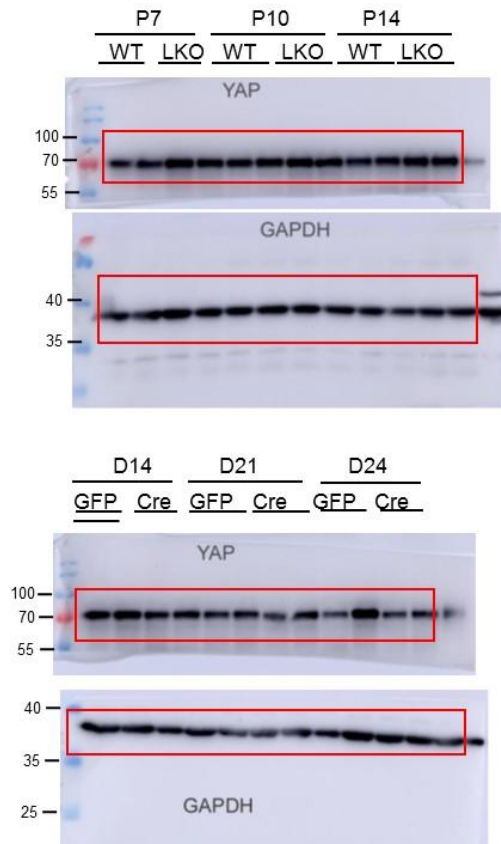 P7 P10 P14
WT LKO WT LKO WT LKO
YAP
100
70
55
GAPDH
40
35
D14 D21 D24
GFP Cre GFP Cre GFP Cre
YAP
100
70
55
40
35
25
GAPDH